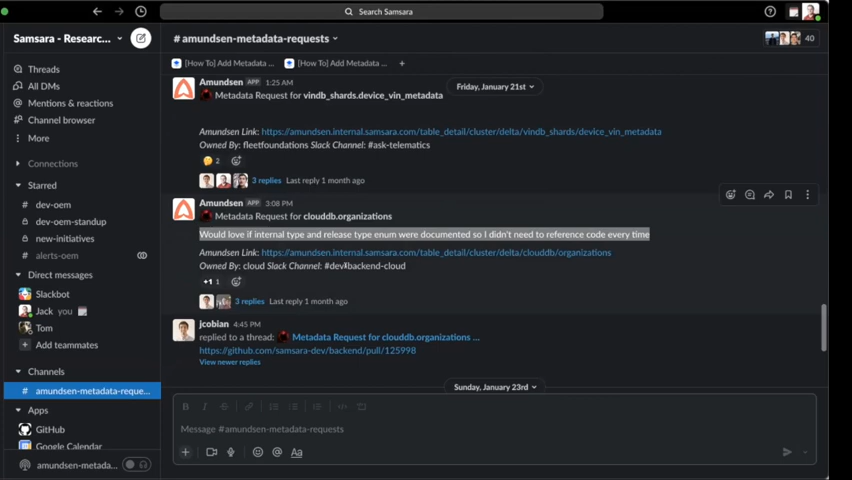 Search Samsara
Samsara - Researc...
Threads
All DMs
Mentions & reactions
Channel browser
More
Connections
Starred
dev-oem
dev-oem-standup
new-initiatives
alerts-oem
Direct messages
Slackbot
Jack you
Tom
Add teammates
Channels
# amundsen-metadata-reque...
Apps
GitHub
Google Calendar
amundsen-metada...
# amundsen-metadata-requests
40
[How To] Add Metadata ...
[How To] Add Metadata ...
+
Friday, January 21st
Amundsen APP 1:25 AM
Metadata Request for vindb_shards.device_vin_metadata
Amundsen Link: https://amundsen.internal.samsara.com/table_detail/cluster/delta/vindb_shards/device_vin_metadata
Owned By: fleetfoundations Slack Channel: #ask-telematics
2
3 replies Last reply 1 month ago
Amundsen APP 3:08 PM
Metadata Request for clouddb.organizations
Would love if internal type and release type enum were documented so I didn't need to reference code every time
Amundsen Link: https://amundsen.internal.samsara.com/table_detail/cluster/delta/clouddb/organizations
Owned By: cloud Slack Channel: #dev-backend-cloud
+1 1
3 replies Last reply 1 month ago
jcobian 4:45 PM
replied to a thread: Metadata Request for clouddb.organizations ...
https://github.com/samsara-dev/backend/pull/125998
View newer replies
Sunday, January 23rd
Message #amundsen-metadata-requests